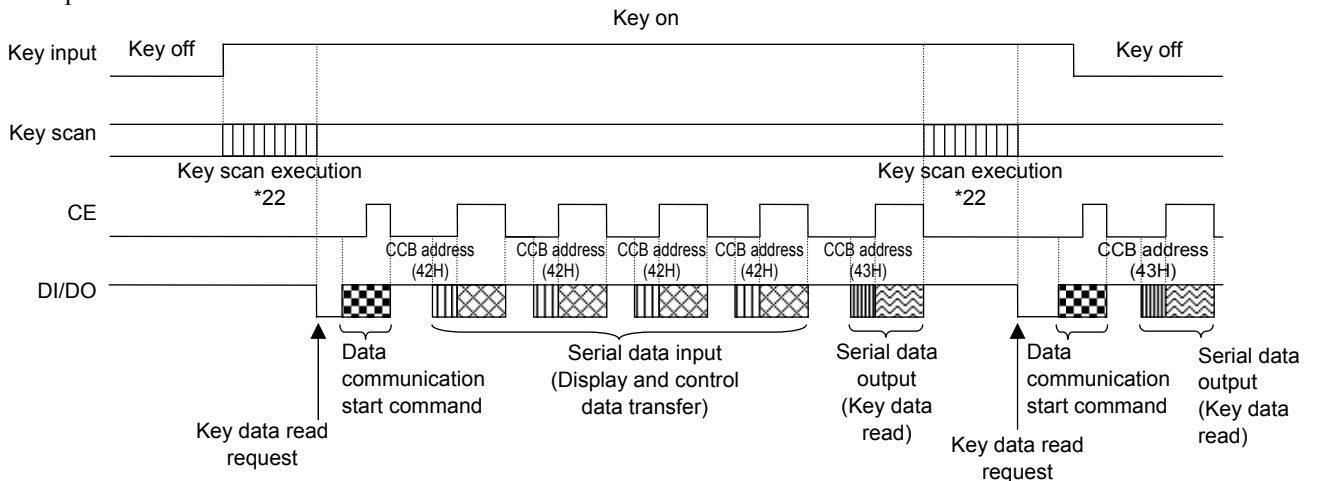 Key on
Key input
Key off
Key off
Key scan
Key scan execution
*22
Key scan execution
*22
CE
CCB address
(42H)
CCB address
(42H)
CCB address
(42H)
CCB address
(42H)
CCB address
(43H)
CCB address
(43H)
DI/DO
Data
communication
start command
Serial data input
(Display and control
data transfer)
Serial data
output
(Key data
read)
Data
communication
start command
Serial data
output
(Key data
read)
Key data read
request
Key data read
request